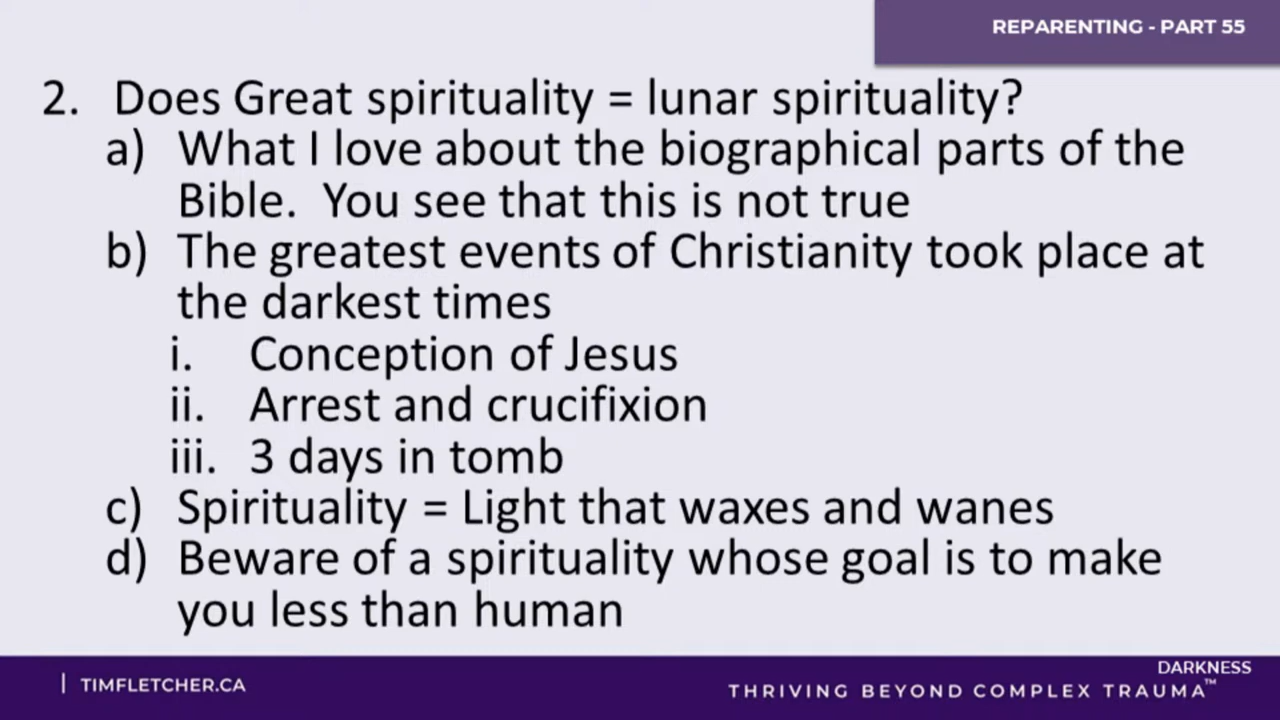 REPARENTING - PART 55
2. Does Great spirituality = lunar spirituality?
a) What I love about the biographical parts of the
Bible. You see that this is not true
b) The greatest events of Christianity took place at
the darkest times
i. Conception of Jesus
ii. Arrest and crucifixion
iii. 3 days in tomb
c) Spirituality = Light that waxes and wanes
d) Beware of a spirituality whose goal is to make
you less than human
| TIMFLETCHER.CA
DARKNESS
THRIVING BEYOND COMPLEX TRAUMA™